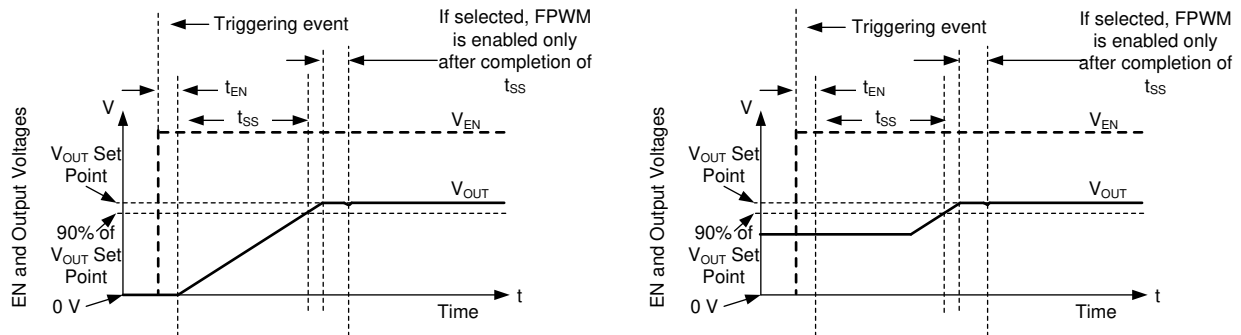 Triggering event
If selected, FPWM
is enabled only
after completion of
tSS
tEN
tSS
V
VEN
VOUT Set
Point
VOUT
90% of
VOUT Set
Point
0 V
t
Time
EN and Output Voltages
Triggering event
If selected, FPWM
is enabled only
after completion of
tSS
tEN
tSS
V
VEN
VOUT Set
Point
VOUT
90% of
VOUT Set
Point
0 V
t
Time
EN and Output Voltages